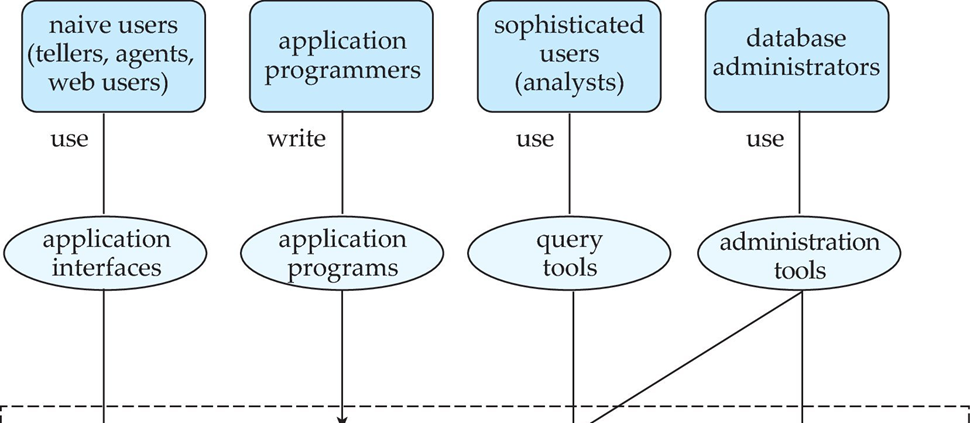 naive users
(tellers, agents,
web users)
application
programmers
sophisticated
users
(analysts)
database
administrators
use
write
use
use
application
interfaces
application
programs
query
tools
administration
tools